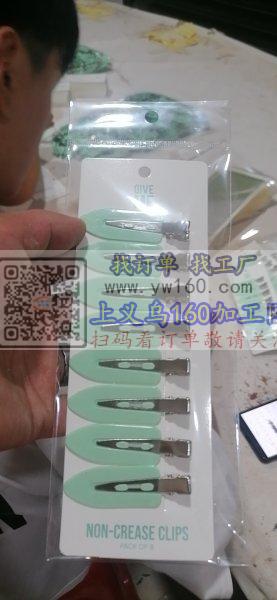 GIVE
ME
找订单 找工厂
www.yw160.com
上义乌160加工网
扫码看订单敬请关注
NON-CREASE CLIPS
PACK OF 8